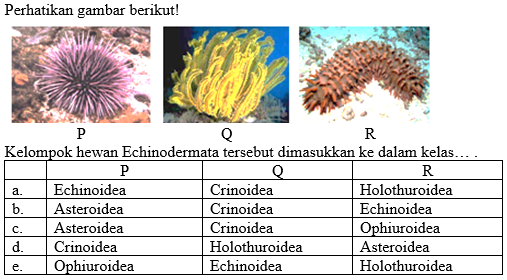 Perhatikan gambar berikut!
P Q R
Kelompok hewan Echinodermata tersebut dimasukkan ke dalam kelas… .
P Q R
a. Echinoidea Crinoidea Holothuroidea
b. Asteroidea Crinoidea Echinoidea
c. Asteroidea Crinoidea Ophiuroidea
d. Crinoidea Holothuroidea Asteroidea
e. Ophiuroidea Echinoidea Holothuroidea